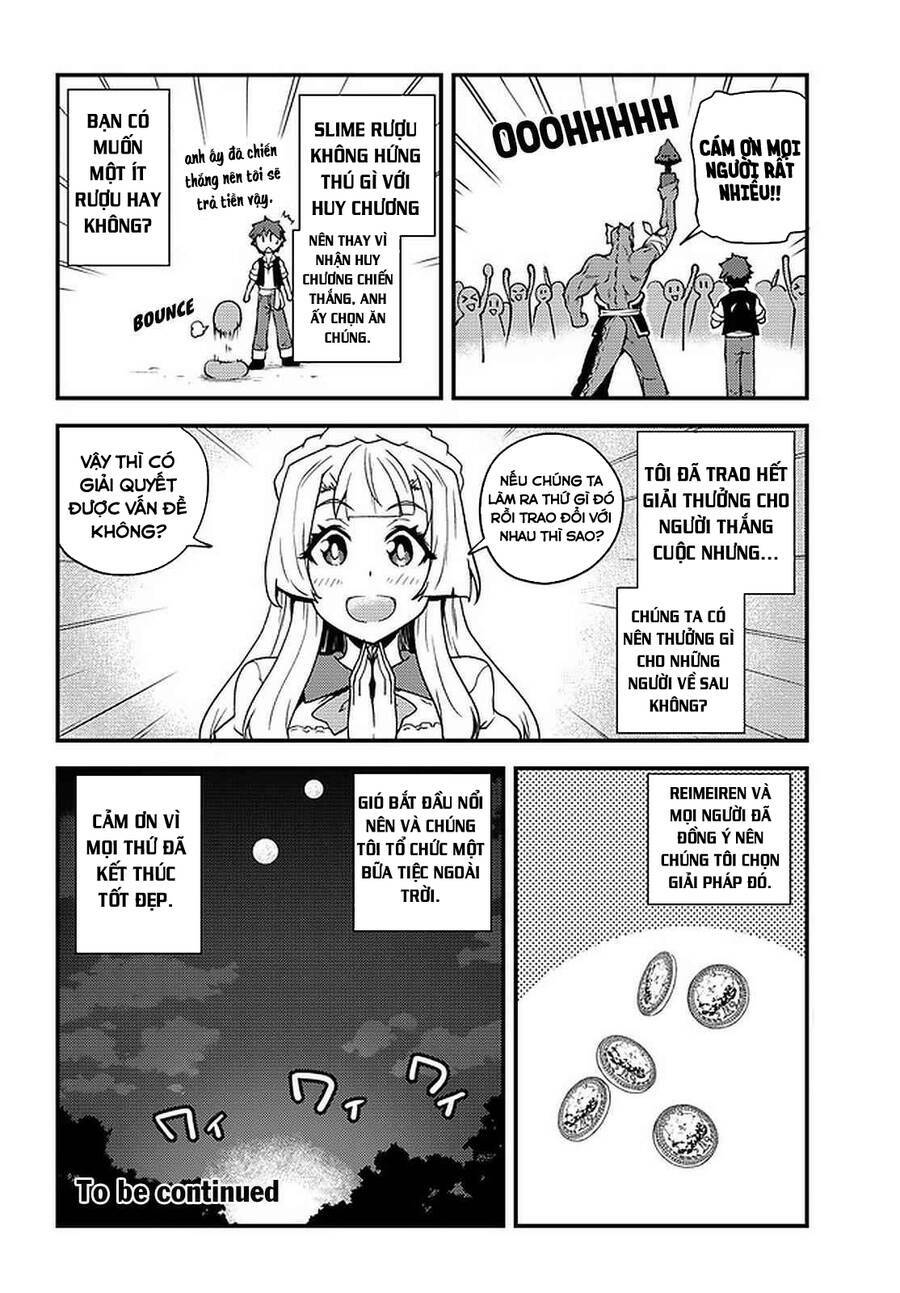 CÁM ƠN MỌI
NGƯỜI RẤT
NHIỀU!!
OOOHHHHH
SLIME RƯỢU
KHÔNG HỨNG
THÚ GÌ VỚI
HUY CHƯƠNG
NÊN THAY VÌ
NHẬN HUY
CHƯƠNG CHIẾN
THẮNG, ANH
ẤY CHỌN ĂN
CHÚNG.
anh ấy đã chiến
thắng nên tôi sẽ
trả tiền vậy.
BOUNCE
BẠN CÓ
MUỐN
MỘT ÍT
RƯỢU HAY
KHÔNG?
TÔI ĐÃ TRAO HẾT
GIẢI THƯỞNG CHO
NGƯỜI THẮNG
CUỘC NHƯNG...
CHÚNG TA CÓ
NÊN THƯỞNG GÌ
CHO NHỮNG
NGƯỜI VỀ SAU
KHÔNG?
NẾU CHÚNG TA
LÀM RA THỨ GÌ ĐÓ
RỒI TRAO ĐỔI VỚI
NHAU THÌ SAO?
VẬY THÌ CÓ
GIẢI QUYẾT
ĐƯỢC VẤN ĐỀ
KHÔNG?
REIMEIREN VÀ
MỌI NGƯỜI ĐÃ
ĐỒNG Ý NÊN
CHÚNG TÔI CHỌN
GIẢI PHÁP ĐÓ.
GIÓ BẮT ĐẦU NỔI
NÊN VÀ CHÚNG
TÔI TỔ CHỨC MỘT
BỮA TIỆC NGOÀI
TRỜI.
CẢM ƠN VÌ
MỌI THỨ ĐÃ
KẾT THÚC
TỐT ĐẸP.
ワイ ワイ ワイ
To be continued